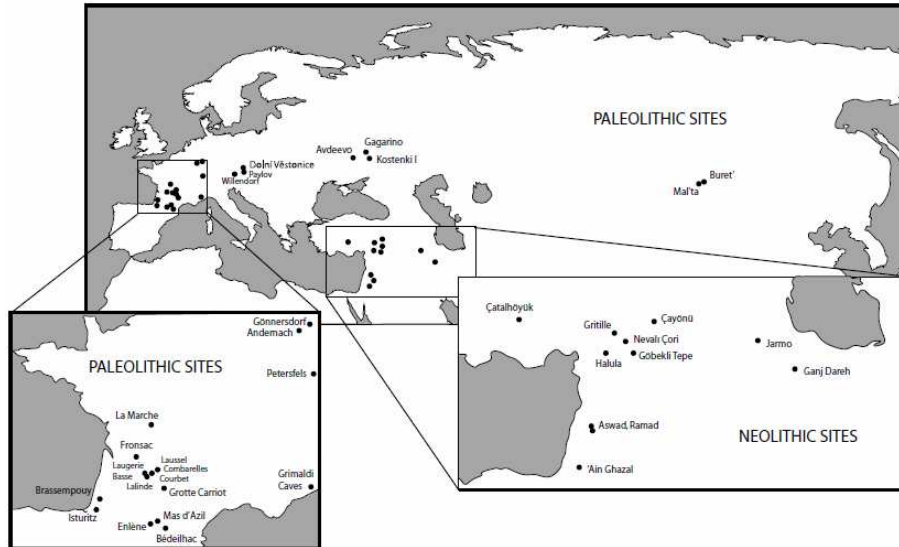 PALEOLITHIC SITES
Gagarino
Avdeevo
Kostenki I
Dolní Věstonice
Pavlov
Willendorf
Buret'
Mal'ta
Gönnersdorf
Andernach
PALEOLITHIC SITES
Petersfels
La Marche
Fronsac
Laussel
Laugerie
Combarelles
Basse
Courbet
Lalinde
Grimaldi
Caves
Grotte Carriot
Brassempouy
Isturitz
Mas d'Azil
Enlène
Bédeilhac
Çatalhöyük
Çayönü
Gritille
Nevalı Çori
Jarmo
Halula
Göbekli Tepe
Ganj Dareh
Aswad, Ramad
NEOLITHIC SITES
'Ain Ghazal